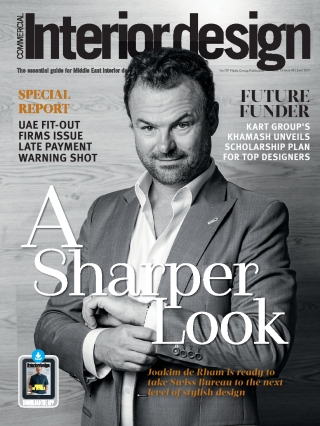 COMMERCIAL
Interior design
The essential guide for Middle East interior
SPECIAL
REPORT
UAE FIT-OUT
FIRMS ISSUE
LATE PAYMENT
WARNING SHOT
FUTURE
FUNDER
KART GROUP'S
KHAMASH UNVEILS
SCHOLARSHIP PLAN
FOR TOP DESIGNERS
A
Sharper
Look
Joakim de Rham is ready to
take Swiss Bureau to the next
level of stylish design